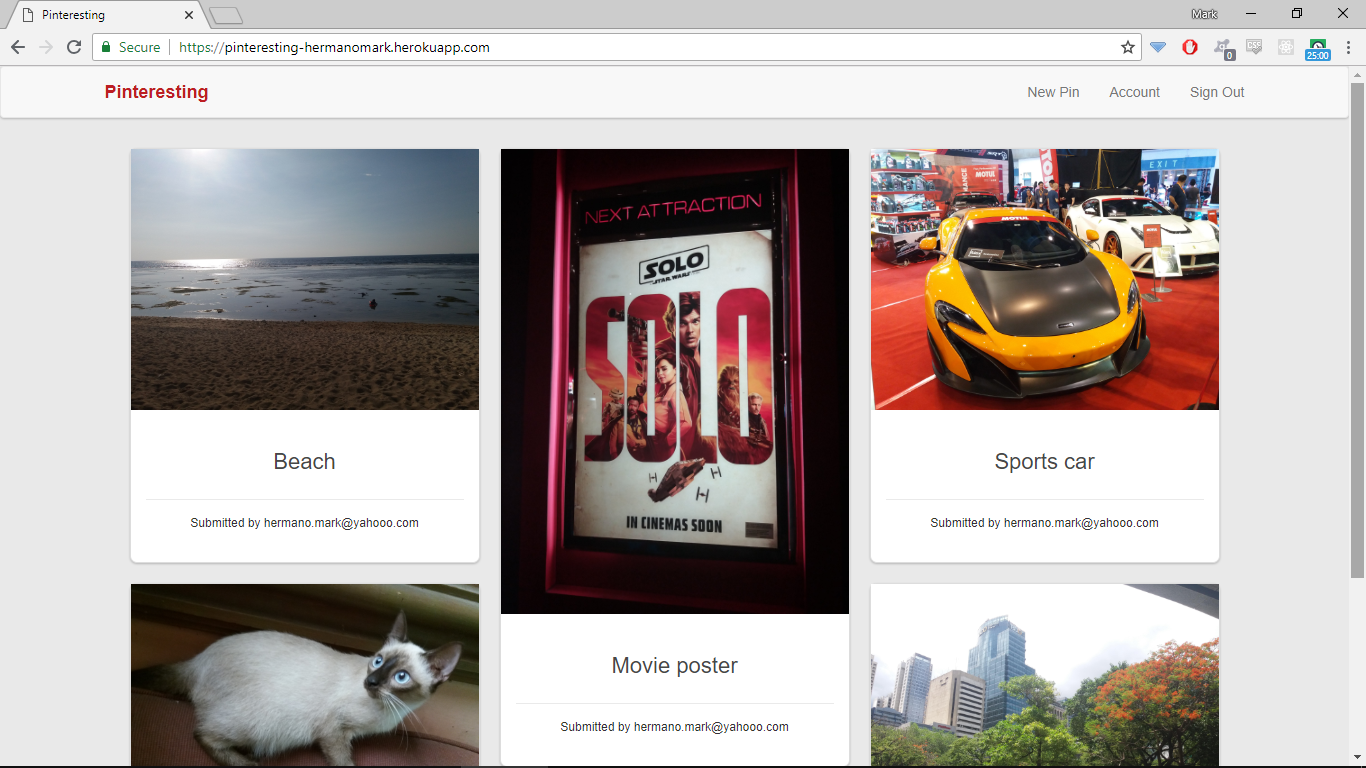 Pinteresting
Mark
Secure
https://pinteresting-hermanomark.herokuapp.com
0
CSS
25:00
Pinteresting
New Pin
Account
Sign Out
NEXT ATTRACTION
SOLO
STAR WARS
SOLO
IN CINEMAS SOON
MOTUL
EXIT
MOTUL
Beach
Submitted by hermano.mark@yahooo.com
Sports car
Submitted by hermano.mark@yahooo.com
Movie poster
Submitted by hermano.mark@yahooo.com